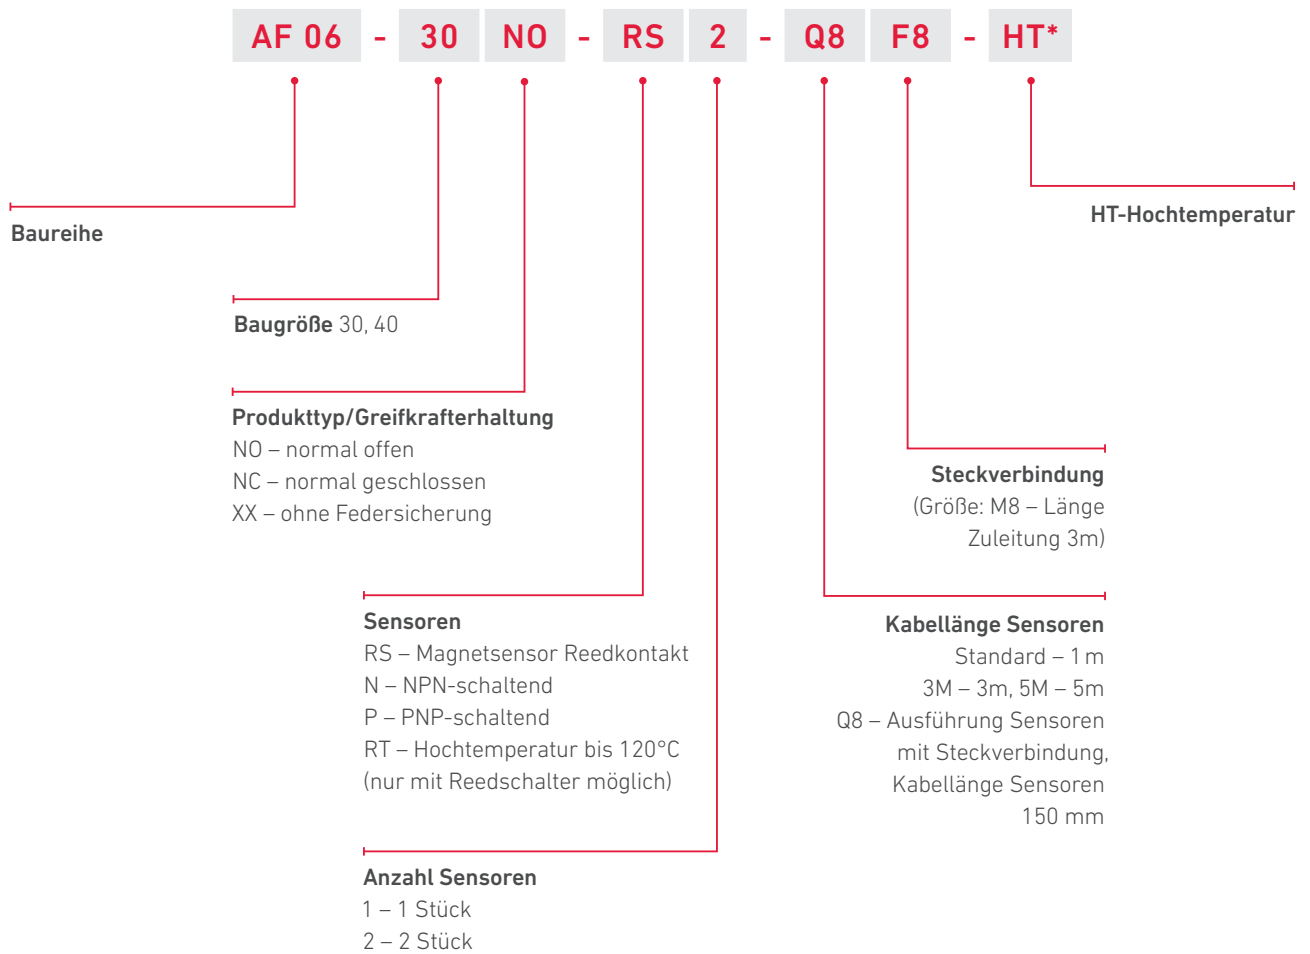 AF 06 - 30 NO - RS 2 - Q8 F8 - HT*
Baureihe
HT-Hochtemperatur
Baugröße 30, 40
Produkttyp/Greifkrafterhaltung
NO – normal offen
NC – normal geschlossen
XX – ohne Federsicherung
Steckverbindung
(Größe: M8 – Länge
Zuleitung 3m)
Sensoren
RS – Magnetsensor Reedkontakt
N – NPN-schaltend
P – PNP-schaltend
RT – Hochtemperatur bis 120°C
(nur mit Reedschalter möglich)
Kabellänge Sensoren
Standard – 1 m
3M – 3m, 5M – 5m
Q8 – Ausführung Sensoren
mit Steckverbindung,
Kabellänge Sensoren
150 mm
Anzahl Sensoren
1 – 1 Stück
2 – 2 Stück